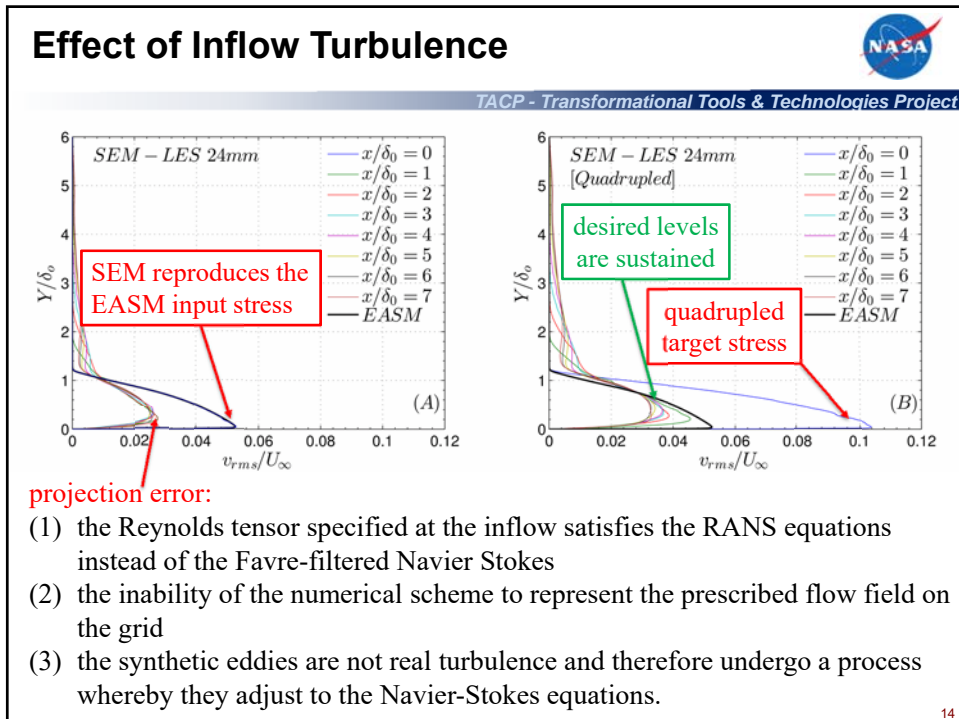 Effect of Inflow Turbulence
NASA
TACP - Transformational Tools & Technologies Project
6
5
4
3
2
1
0
Y/δₒ
SEM − LES 24mm
x/δ₀ = 0
x/δ₀ = 1
x/δ₀ = 2
x/δ₀ = 3
x/δ₀ = 4
x/δ₀ = 5
x/δ₀ = 6
x/δ₀ = 7
EASM
SEM reproduces the
EASM input stress
(A)
0 0.02 0.04 0.06 0.08 0.1 0.12
vᵣₘₛ/U∞
6
5
4
3
2
1
0
Y/δₒ
SEM − LES 24mm
[Quadrupled]
x/δ₀ = 0
x/δ₀ = 1
x/δ₀ = 2
x/δ₀ = 3
x/δ₀ = 4
x/δ₀ = 5
x/δ₀ = 6
x/δ₀ = 7
EASM
desired levels
are sustained
quadrupled
target stress
(B)
0 0.02 0.04 0.06 0.08 0.1 0.12
vᵣₘₛ/U∞
projection error:
(1) the Reynolds tensor specified at the inflow satisfies the RANS equations
instead of the Favre-filtered Navier Stokes
(2) the inability of the numerical scheme to represent the prescribed flow field on
the grid
(3) the synthetic eddies are not real turbulence and therefore undergo a process
whereby they adjust to the Navier-Stokes equations.
14